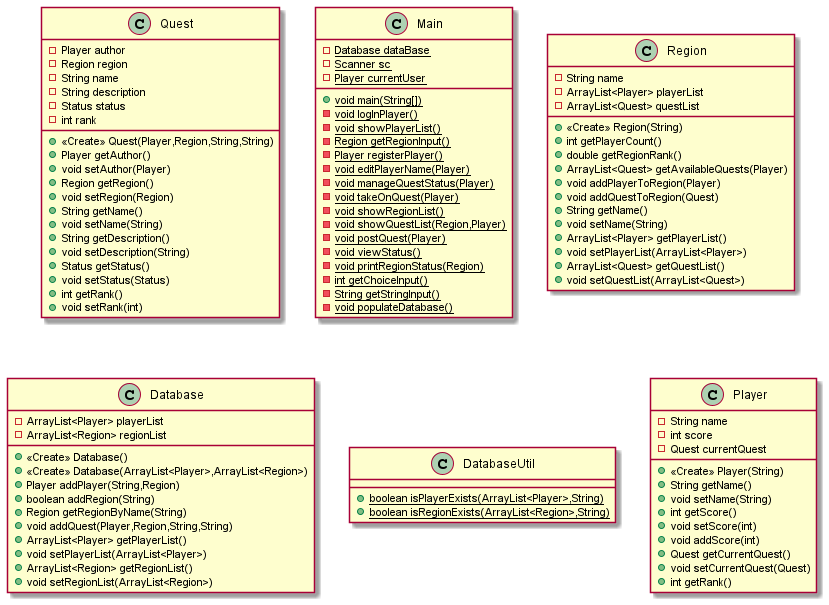 C Quest
Player author
Region region
String name
String description
Status status
int rank
«Create» Quest(Player,Region,String,String)
Player getAuthor()
void setAuthor(Player)
Region getRegion()
void setRegion(Region)
String getName()
void setName(String)
String getDescription()
void setDescription(String)
Status getStatus()
void setStatus(Status)
int getRank()
void setRank(int)
C Main
Database dataBase
Scanner sc
Player currentUser
void main(String[])
void logInPlayer()
void showPlayerList()
Region getRegionInput()
Player registerPlayer()
void editPlayerName(Player)
void manageQuestStatus(Player)
void takeOnQuest(Player)
void showRegionList()
void showQuestList(Region,Player)
void postQuest(Player)
void viewStatus()
void printRegionStatus(Region)
int getChoiceInput()
String getStringInput()
void populateDatabase()
C Region
String name
ArrayList<Player> playerList
ArrayList<Quest> questList
«Create» Region(String)
int getPlayerCount()
double getRegionRank()
ArrayList<Quest> getAvailableQuests(Player)
void addPlayerToRegion(Player)
void addQuestToRegion(Quest)
String getName()
void setName(String)
ArrayList<Player> getPlayerList()
void setPlayerList(ArrayList<Player>)
ArrayList<Quest> getQuestList()
void setQuestList(ArrayList<Quest>)
C Database
ArrayList<Player> playerList
ArrayList<Region> regionList
«Create» Database()
«Create» Database(ArrayList<Player>,ArrayList<Region>)
Player addPlayer(String,Region)
boolean addRegion(String)
Region getRegionByName(String)
void addQuest(Player,Region,String,String)
ArrayList<Player> getPlayerList()
void setPlayerList(ArrayList<Player>)
ArrayList<Region> getRegionList()
void setRegionList(ArrayList<Region>)
C DatabaseUtil
boolean isPlayerExists(ArrayList<Player>,String)
boolean isRegionExists(ArrayList<Region>,String)
C Player
String name
int score
Quest currentQuest
«Create» Player(String)
String getName()
void setName(String)
int getScore()
void setScore(int)
void addScore(int)
Quest getCurrentQuest()
void setCurrentQuest(Quest)
int getRank()